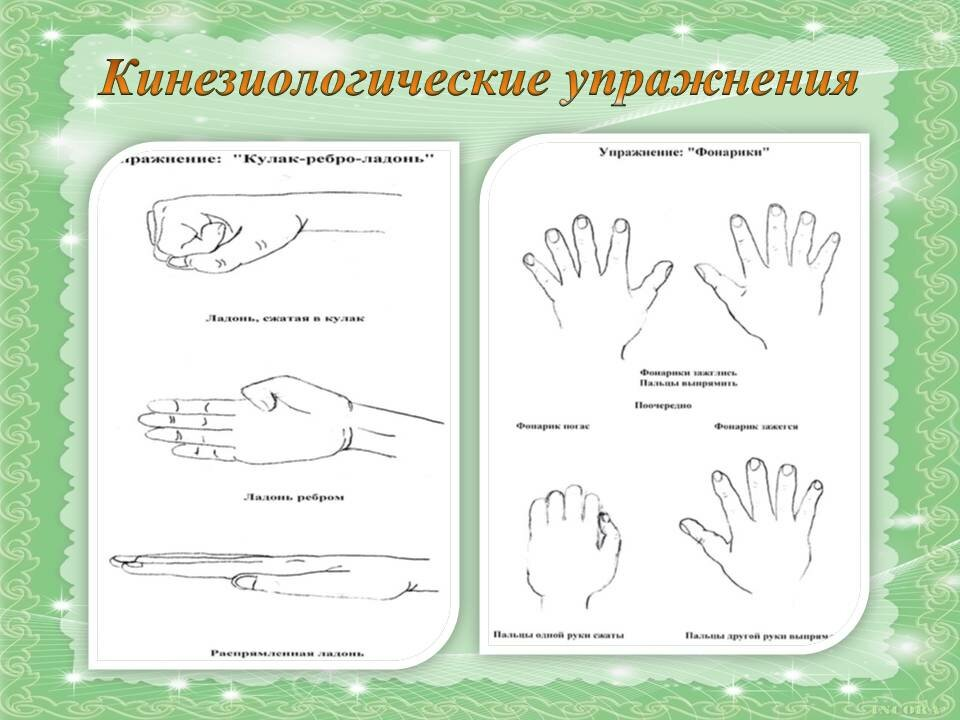 Кинезиологические упражнения
пражнение: "Кулак-ребро-ладонь"
Ладонь, сжатая в кулак
Ладонь ребром
Распрямленная ладонь
Упражнение: "Фонарики"
Фонарики зажглись
Пальцы выпрямить
Поочередно
Фонарик погас Фонарик зажегся
Пальцы одной руки сжаты Пальцы другой руки выпрям